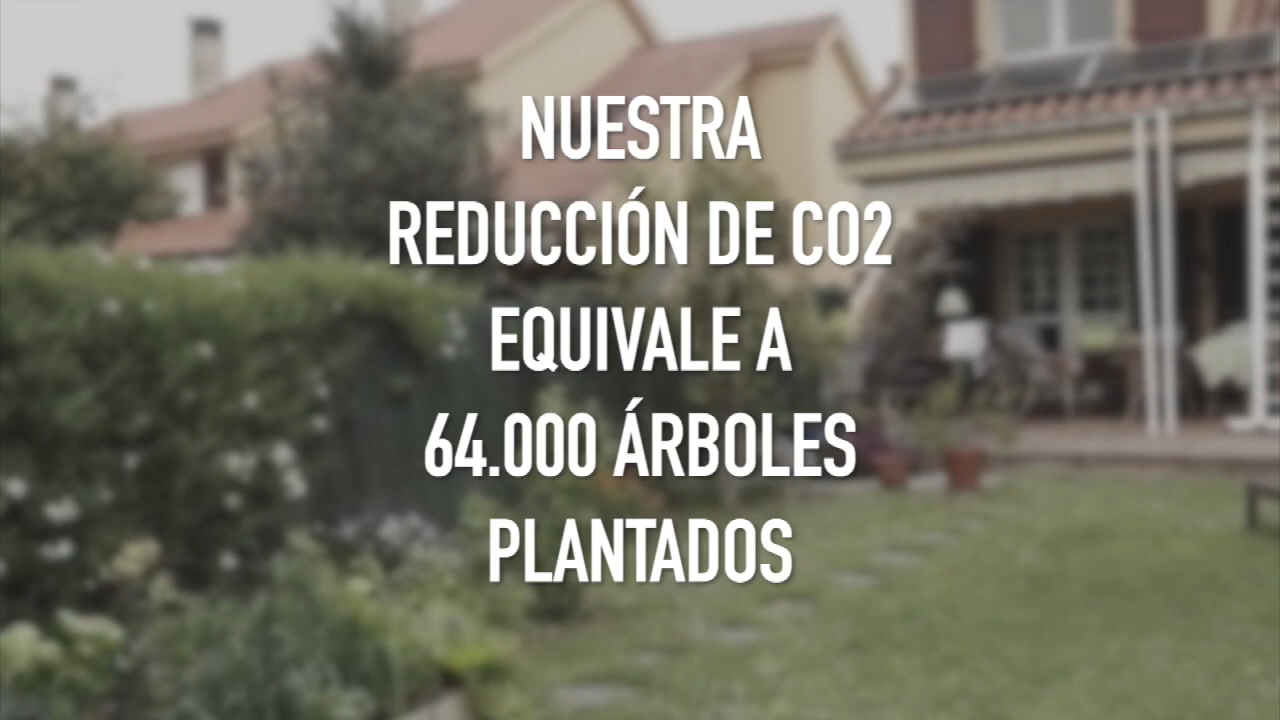 NUESTRA
REDUCCIÓN DE CO2
EQUIVALE A
64.000 ÁRBOLES
PLANTADOS